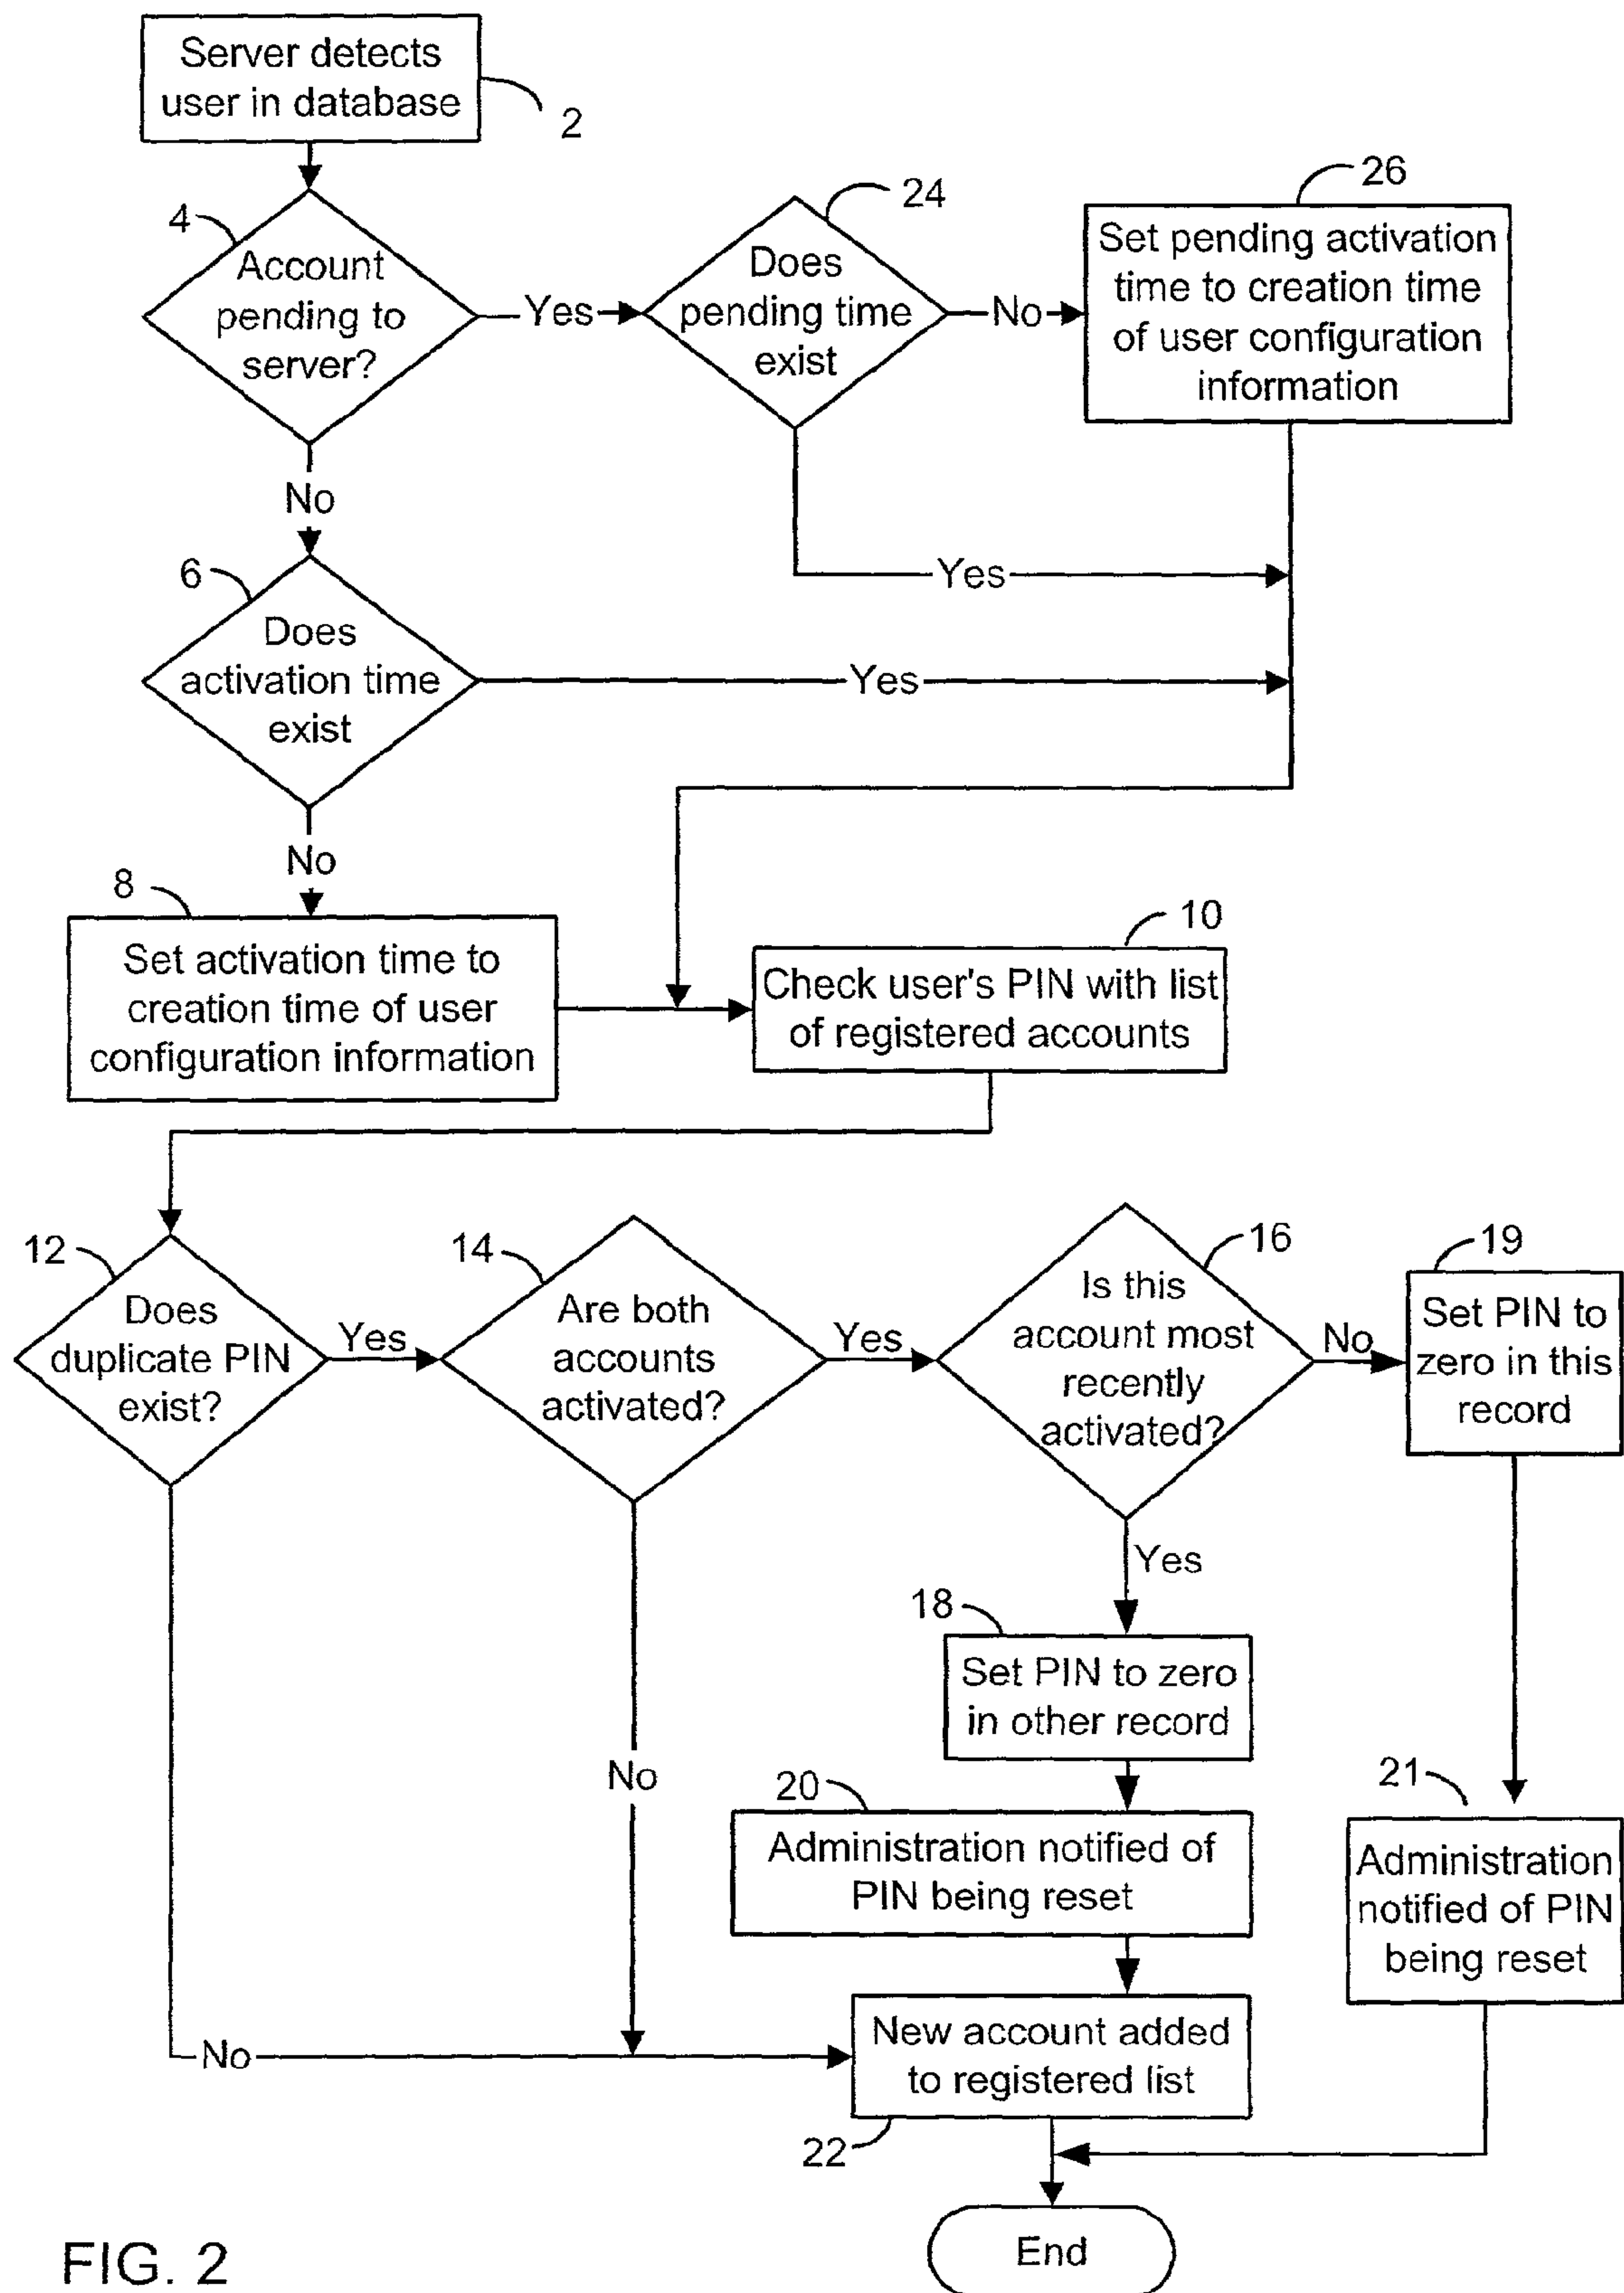 Server detects
user in database
2
4
Account
pending to
server?
Yes
24
Does
pending time
exist
No
26
Set pending activation
time to creation time
of user configuration
information
No
Yes
6
Does
activation time
exist
Yes
No
8
Set activation time to
creation time of user
configuration information
10
Check user's PIN with list
of registered accounts
12
Does
duplicate PIN
exist?
Yes
14
Are both
accounts
activated?
Yes
16
Is this
account most
recently
activated?
No
19
Set PIN to
zero in this
record
Yes
18
Set PIN to zero
in other record
No
20
Administration notified of
PIN being reset
21
Administration
notified of PIN
being reset
No
New account added
to registered list
22
End
FIG. 2